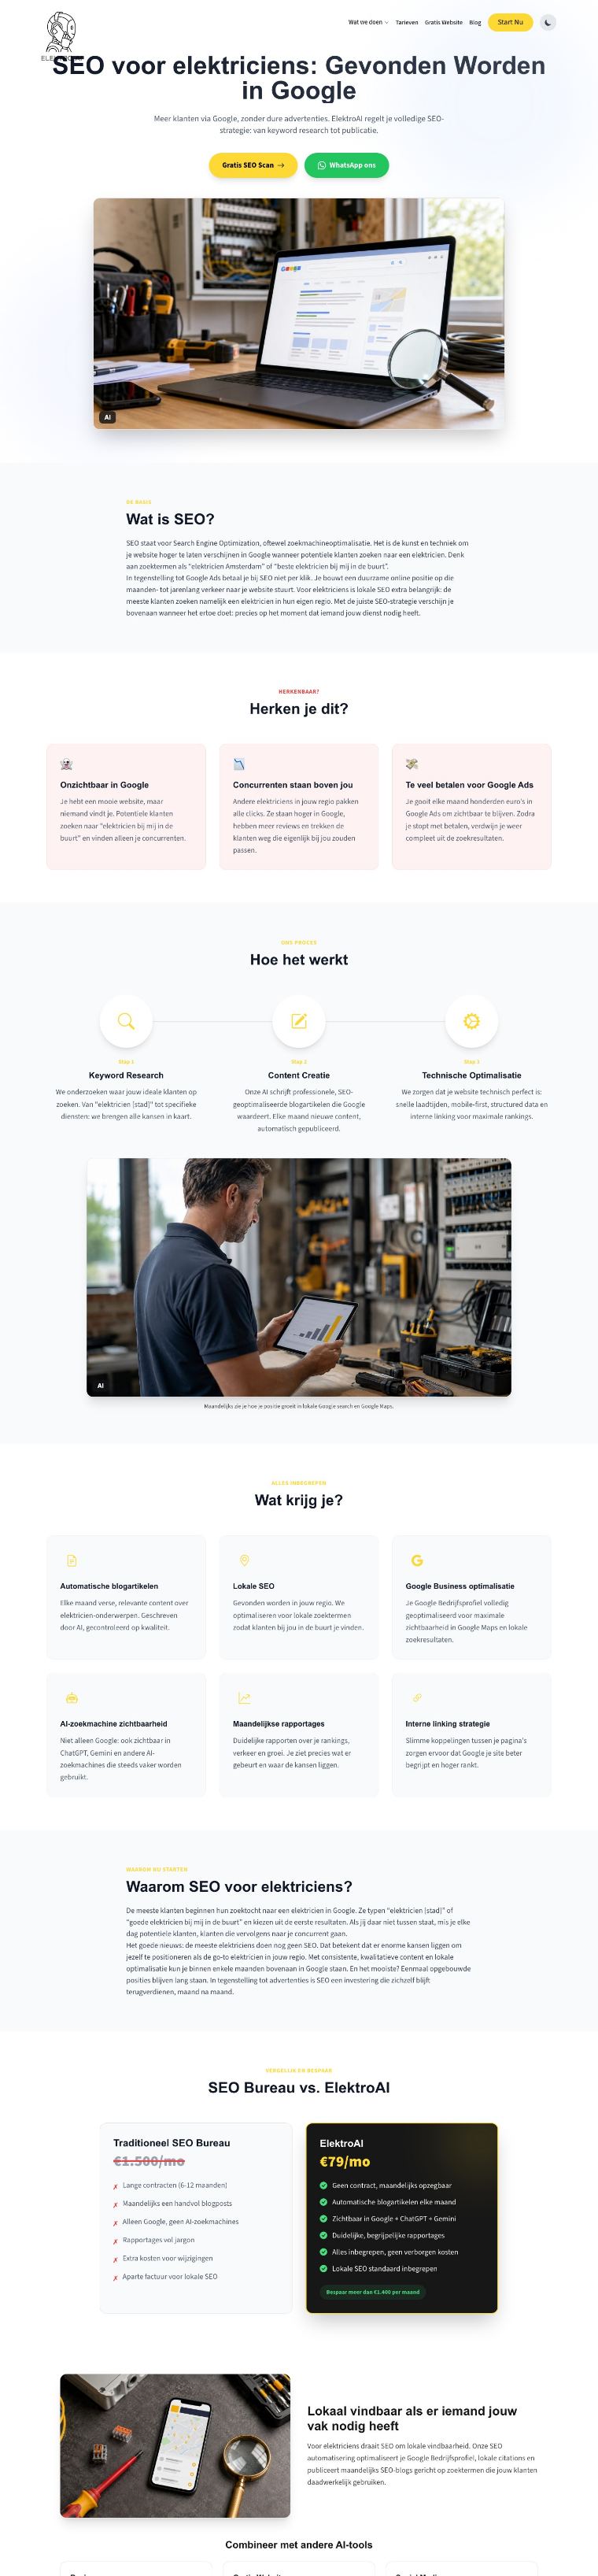 Wat we doen
Tarieven
Gratis Website
Blog
Start Nu
SEO voor elektriciens: Gevonden Worden
in Google
Meer klanten via Google, zonder dure advertenties. ElektroAI regelt je volledige SEO-
strategie: van keyword research tot publicatie.
Gratis SEO Scan →
WhatsApp ons
Google
AI
DE BASIS
Wat is SEO?
SEO staat voor Search Engine Optimization, oftewel zoekmachineoptimalisatie. Het is de kunst en techniek om
je website hoger te laten verschijnen in Google wanneer potentiële klanten zoeken naar een elektricien. Denk
aan zoektermen als "elektricien Amsterdam" of "beste elektricien bij mij in de buurt".
In tegenstelling tot Google Ads betaal je bij SEO niet per klik. Je bouwt een duurzame online positie op die
maanden- tot jarenlang verkeer naar je website stuurt. Voor elektriciens is lokale SEO extra belangrijk: de
meeste klanten zoeken namelijk een elektricien in hun eigen regio. Met de juiste SEO-strategie verschijn je
bovenaan wanneer het ertoe doet: precies op het moment dat iemand jouw dienst nodig heeft.
HERKENBAAR?
Herken je dit?
Onzichtbaar in Google
Je hebt een mooie website, maar
niemand vindt je. Potentiële klanten
zoeken naar "elektricien bij mij in de
buurt" en vinden alleen je concurrenten.
Concurrenten staan boven jou
Andere elektriciens in jouw regio pakken
alle clicks. Ze staan hoger in Google,
hebben meer reviews en trekken de
klanten weg die eigenlijk bij jou zouden
passen.
Te veel betalen voor Google Ads
Je gooit elke maand honderden euro's in
Google Ads om zichtbaar te blijven. Zodra
je stopt met betalen, verdwijn je weer
compleet uit de zoekresultaten.
ONS PROCES
Hoe het werkt
Stap 1
Keyword Research
We onderzoeken waar jouw ideale klanten op
zoeken. Van "elektricien [stad]" tot specifieke
diensten: we brengen alle kansen in kaart.
Stap 2
Content Creatie
Onze AI schrijft professionele, SEO-
geoptimaliseerde blogartikelen die Google
waardeert. Elke maand nieuwe content,
automatisch gepubliceerd.
Stap 3
Technische Optimalisatie
We zorgen dat je website technisch perfect is:
snelle laadtijden, mobile-first, structured data en
interne linking voor maximale rankings.
AI
Maandelijks zie je hoe je positie groeit in lokale Google search en Google Maps.
ALLES INBEGREPEN
Wat krijg je?
Automatische blogartikelen
Elke maand verse, relevante content over
elektricien-onderwerpen. Geschreven
door AI, gecontroleerd op kwaliteit.
Lokale SEO
Gevonden worden in jouw regio. We
optimaliseren voor lokale zoektermen
zodat klanten bij jou in de buurt je vinden.
Google Business optimalisatie
Je Google Bedrijfsprofiel volledig
geoptimaliseerd voor maximale
zichtbaarheid in Google Maps en lokale
zoekresultaten.
AI-zoekmachine zichtbaarheid
Niet alleen Google: ook zichtbaar in
ChatGPT, Gemini en andere AI-
zoekmachines die steeds vaker worden
gebruikt.
Maandelijkse rapportages
Duidelijke rapporten over je rankings,
verkeer en groei. Je ziet precies wat er
gebeurt en waar de kansen liggen.
Interne linking strategie
Slimme koppelingen tussen je pagina's
zorgen ervoor dat Google je site beter
begrijpt en hoger rankt.
WAAROM NU STARTEN
Waarom SEO voor elektriciens?
De meeste klanten beginnen hun zoektocht naar een elektricien in Google. Ze typen "elektricien [stad]" of
"goede elektricien bij mij in de buurt" en kiezen uit de eerste resultaten. Als jij daar niet tussen staat, mis je elke
dag potentiele klanten, klanten die vervolgens naar je concurrent gaan.
Het goede nieuws: de meeste elektriciens doen nog geen SEO. Dat betekent dat er enorme kansen liggen om
jezelf te positioneren als de go-to elektricien in jouw regio. Met consistente, kwalitatieve content en lokale
optimalisatie kun je binnen enkele maanden bovenaan in Google staan. En het mooiste? Eenmaal opgebouwde
posities blijven lang staan. In tegenstelling tot advertenties is SEO een investering die zichzelf blijft
terugverdienen, maand na maand.
VERGELIJK EN BESPAAR
SEO Bureau vs. ElektroAI
Traditioneel SEO Bureau
€1.500/mo
Lange contracten (6-12 maanden)
Maandelijks een handvol blogposts
Alleen Google, geen AI-zoekmachines
Rapportages vol jargon
Extra kosten voor wijzigingen
Aparte factuur voor lokale SEO
ElektroAI
€79/mo
Geen contract, maandelijks opzegbaar
Automatische blogartikelen elke maand
Zichtbaar in Google + ChatGPT + Gemini
Duidelijke, begrijpelijke rapportages
Alles inbegrepen, geen verborgen kosten
Lokale SEO standaard inbegrepen
Bespaar meer dan €1.400 per maand
Lokaal vindbaar als er iemand jouw
vak nodig heeft
Voor elektriciens draait SEO om lokale vindbaarheid. Onze SEO
automatisering optimaliseert je Google Bedrijfsprofiel, lokale citations en
publiceert maandelijks SEO-blogs gericht op zoektermen die jouw klanten
daadwerkelijk gebruiken.
Combineer met andere AI-tools